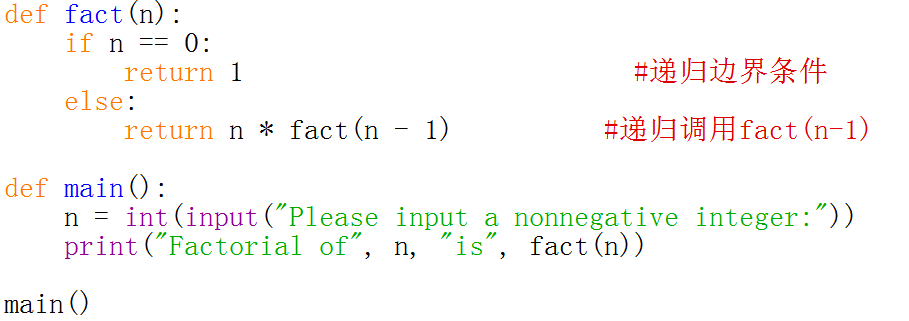 def fact(n):
    if n == 0:
        return 1                          #递归边界条件
    else:
        return n * fact(n - 1)          #递归调用fact(n-1)

def main():
    n = int(input("Please input a nonnegative integer:"))
    print("Factorial of", n, "is", fact(n))

main()